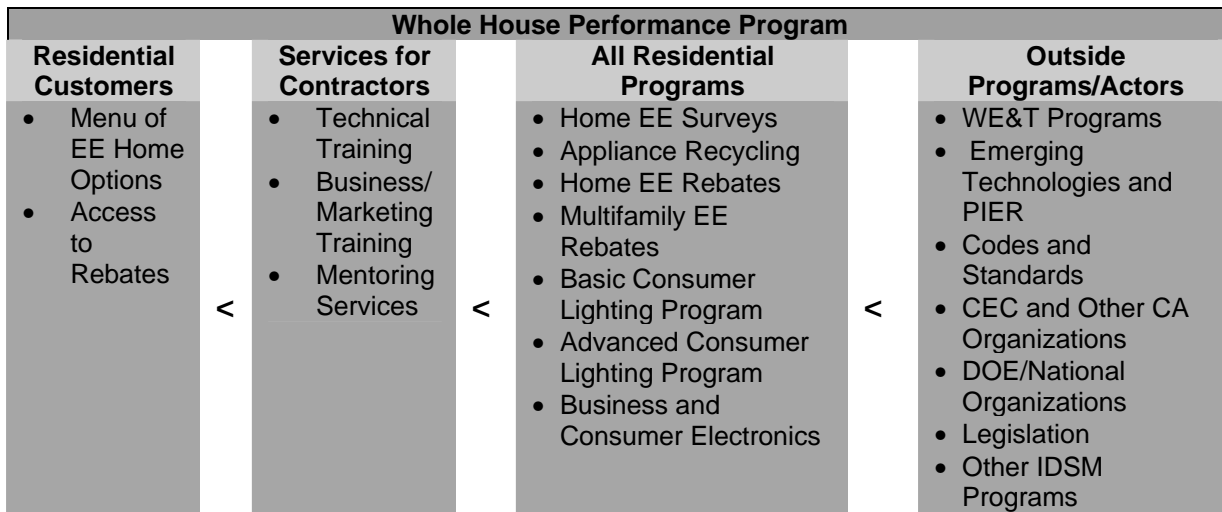 Whole House Performance Program
Residential
Customers
• Menu of
EE Home
Options
• Access
to
Rebates
<
Services for
Contractors
• Technical
Training
• Business/
Marketing
Training
• Mentoring
Services
<
All Residential
Programs
• Home EE Surveys
• Appliance Recycling
• Home EE Rebates
• Multifamily EE
Rebates
• Basic Consumer
Lighting Program
• Advanced Consumer
Lighting Program
• Business and
Consumer Electronics
<
Outside
Programs/Actors
• WE&T Programs
• Emerging
Technologies and
PIER
• Codes and
Standards
• CEC and Other CA
Organizations
• DOE/National
Organizations
• Legislation
• Other IDSM
Programs